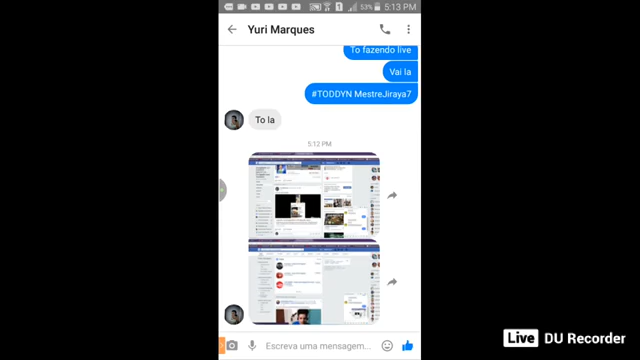 53% 5:13 PM
Yuri Marques
To fazendo live
Vai la
#TODDYN MestreJiraya7
To la
5:12 PM
Escreva uma mensagem...
Live DU Recorder